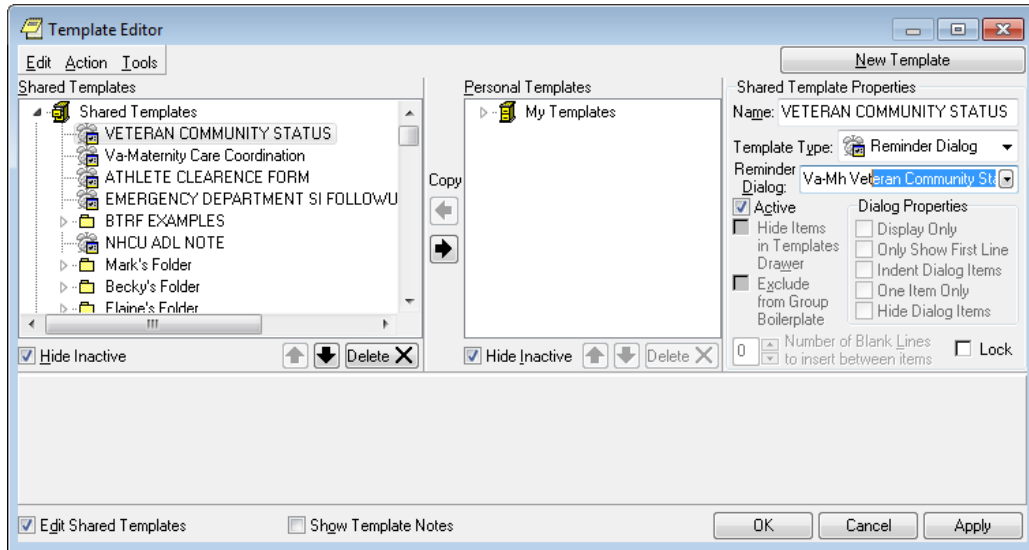 Template Editor
Edit Action Tools
New Template
Shared Templates
Shared Templates
VETERAN COMMUNITY STATUS
Va-Maternity Care Coordination
ATHLETE CLEARENCE FORM
EMERGENCY DEPARTMENT SI FOLLOWU
BTRF EXAMPLES
NHCU ADL NOTE
Mark's Folder
Becky's Folder
Elaine's Folder
Hide Inactive
Delete
Copy
Personal Templates
My Templates
Hide Inactive
Delete
Shared Template Properties
Name: VETERAN COMMUNITY STATUS
Template Type: Reminder Dialog
Reminder
Dialog: Va-Mh Veteran Community Sta
Active
Hide Items
in Templates
Drawer
Exclude
from Group
Boilerplate
Dialog Properties
Display Only
Only Show First Line
Indent Dialog Items
One Item Only
Hide Dialog Items
0 Number of Blank Lines
to insert between items
Lock
Edit Shared Templates
Show Template Notes
OK Cancel Apply